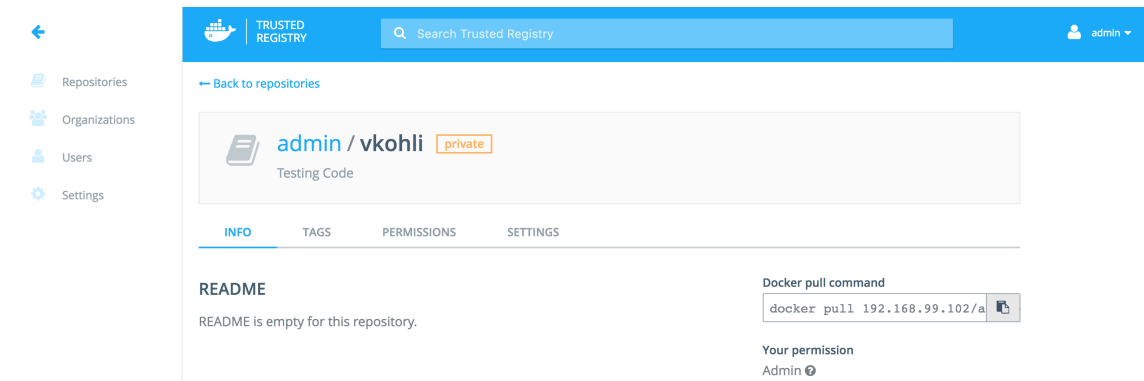 TRUSTED
REGISTRY
Search Trusted Registry
admin
Repositories
Organizations
Users
Settings
← Back to repositories
admin / vkohli private
Testing Code
INFO TAGS PERMISSIONS SETTINGS
README
README is empty for this repository.
Docker pull command
docker pull 192.168.99.102/a
Your permission
Admin